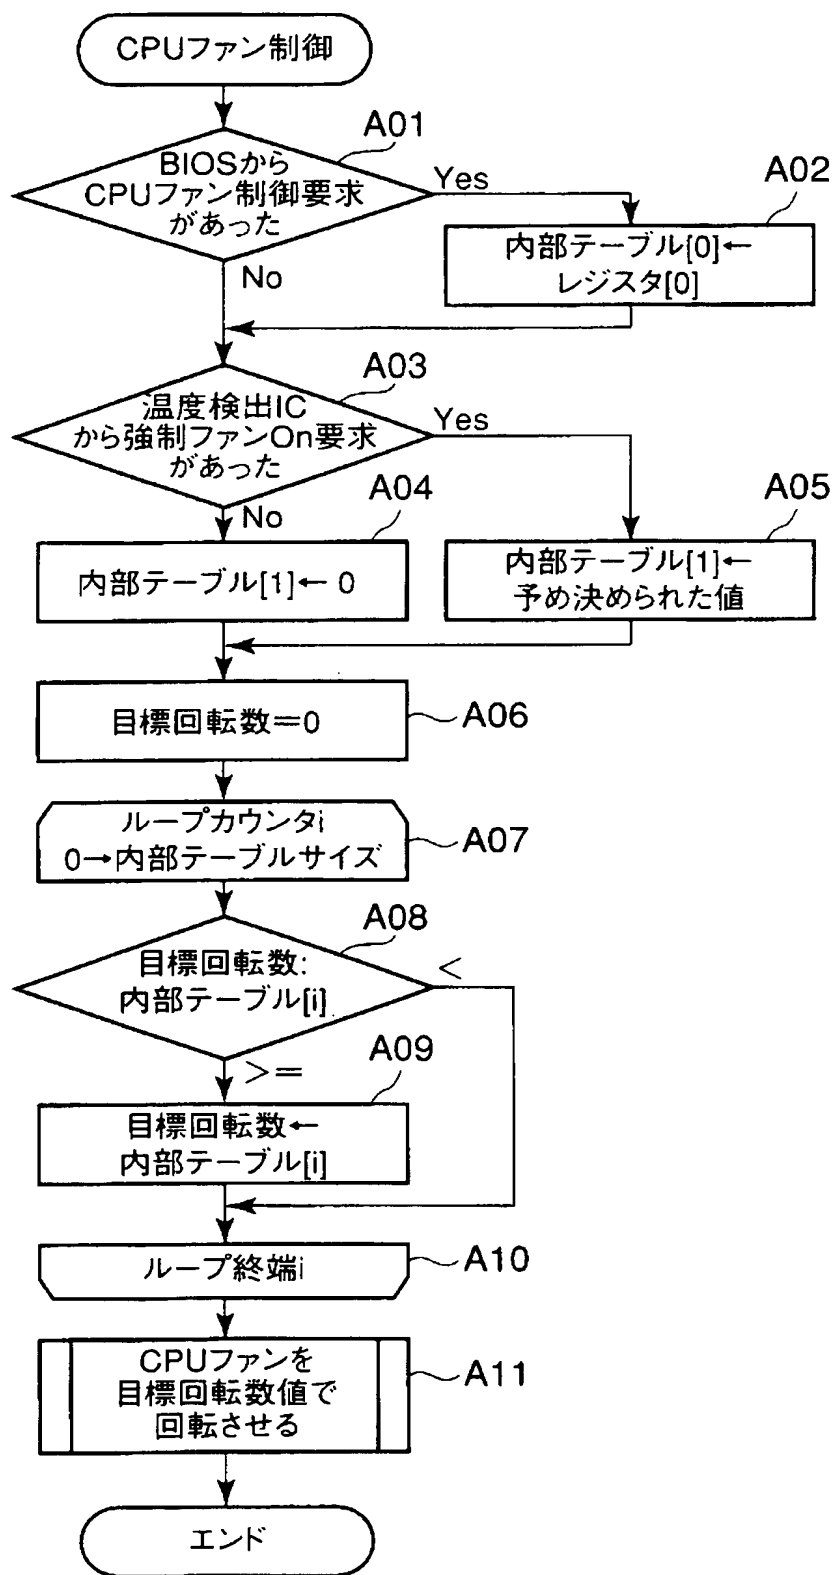 CPUファン制御
A01
BIOSから
CPUファン制御要求
があった
Yes
No
A02
内部テーブル[0]←
レジスタ[0]
A03
温度検出IC
から強制ファンOn要求
があった
Yes
No
A04
内部テーブル[1]← 0
A05
内部テーブル[1]←
予め決められた値
目標回転数=0
A06
ループカウンタi
0→内部テーブルサイズ
A07
A08
目標回転数:
内部テーブル[i]
<
>=
A09
目標回転数←
内部テーブル[i]
ループ終端i
A10
CPUファンを
目標回転数値で
回転させる
A11
エンド